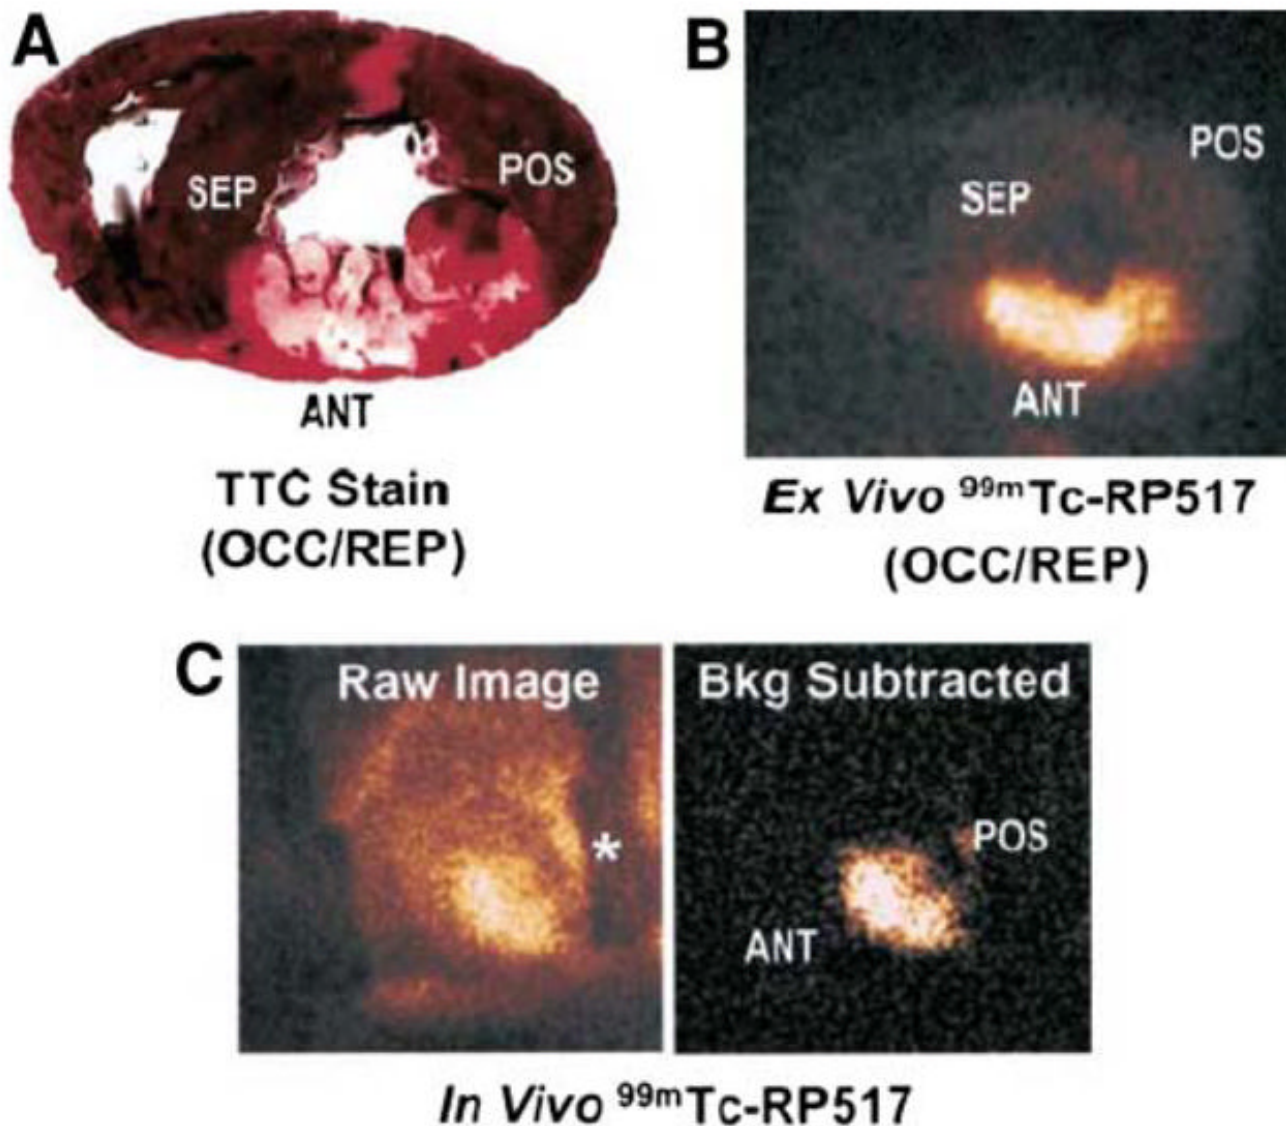 A
SEP
POS
ANT
TTC Stain
(OCC/REP)
B
POS
SEP
ANT
Ex Vivo ⁹⁹ᵐTc-RP517
(OCC/REP)
C
Raw Image
*
Bkg Subtracted
POS
ANT
In Vivo ⁹⁹ᵐTc-RP517